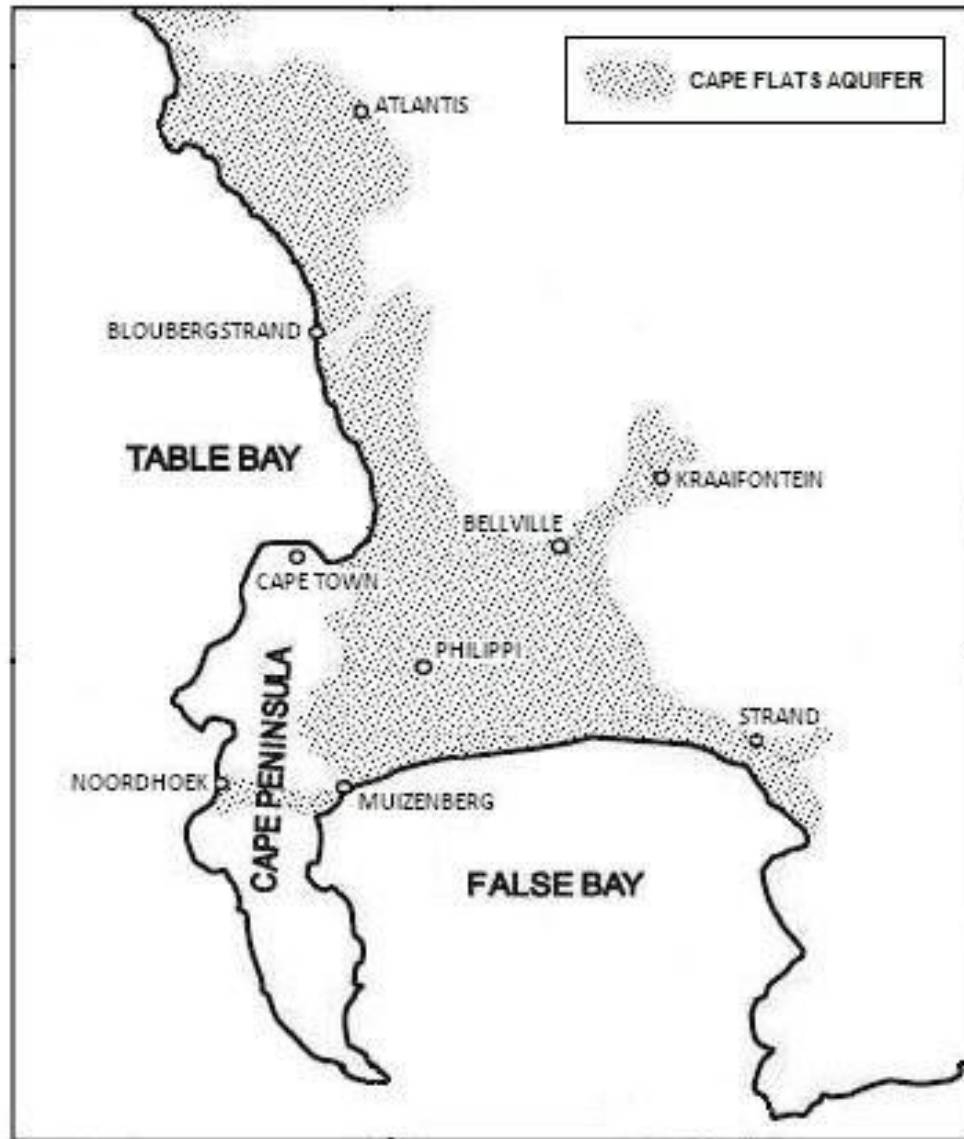 CAPE FLATS AQUIFER
ATLANTIS
BLOUBERGSTRAND
TABLE BAY
KRAAIFONTEIN
BELLVILLE
CAPE TOWN
PHILIPPI
CAPE PENINSULA
STRAND
NOORDHOEK
MUIZENBERG
FALSE BAY